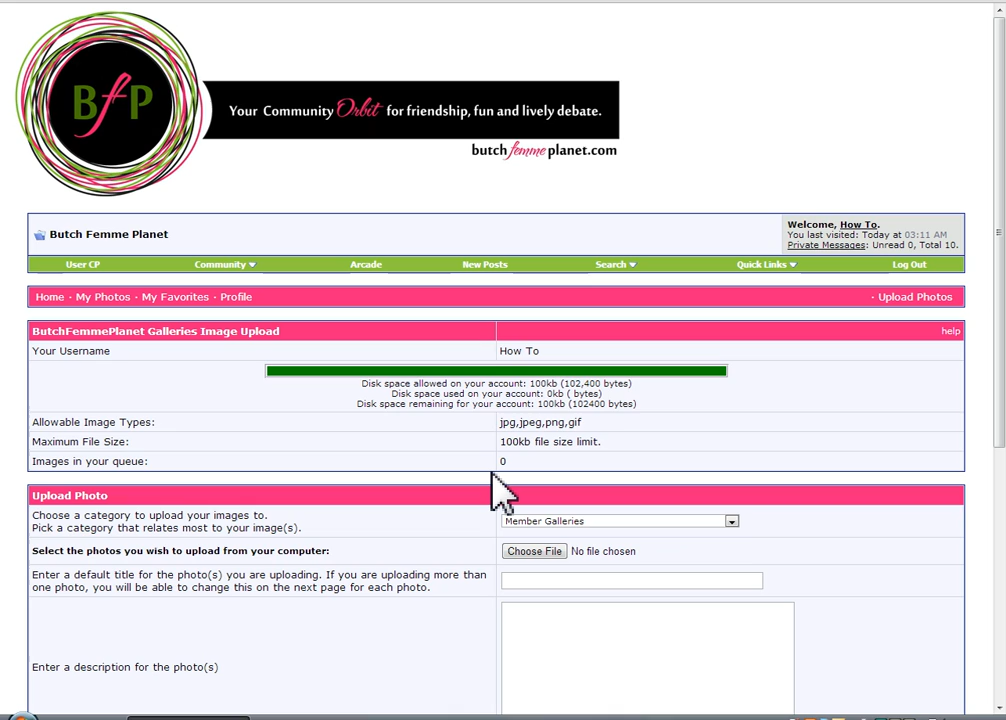 BfP
Your Community Orbit for friendship, fun and lively debate.
butch femme planet.com
Butch Femme Planet
Welcome, How To.
You last visited: Today at 03:11 AM
Private Messages: Unread 0, Total 10.
User CP Community Arcade New Posts Search Quick Links Log Out
Home · My Photos · My Favorites · Profile · Upload Photos
ButchFemmePlanet Galleries Image Upload help
Your Username How To
Disk space allowed on your account: 100kb (102,400 bytes)
Disk space used on your account: 0kb ( bytes)
Disk space remaining for your account: 100kb (102400 bytes)
Allowable Image Types: jpg,jpeg,png,gif
Maximum File Size: 100kb file size limit.
Images in your queue: 0
Upload Photo
Choose a category to upload your images to.
Pick a category that relates most to your image(s).
Member Galleries
Select the photos you wish to upload from your computer: Choose File No file chosen
Enter a default title for the photo(s) you are uploading. If you are uploading more than
one photo, you will be able to change this on the next page for each photo.
Enter a description for the photo(s)